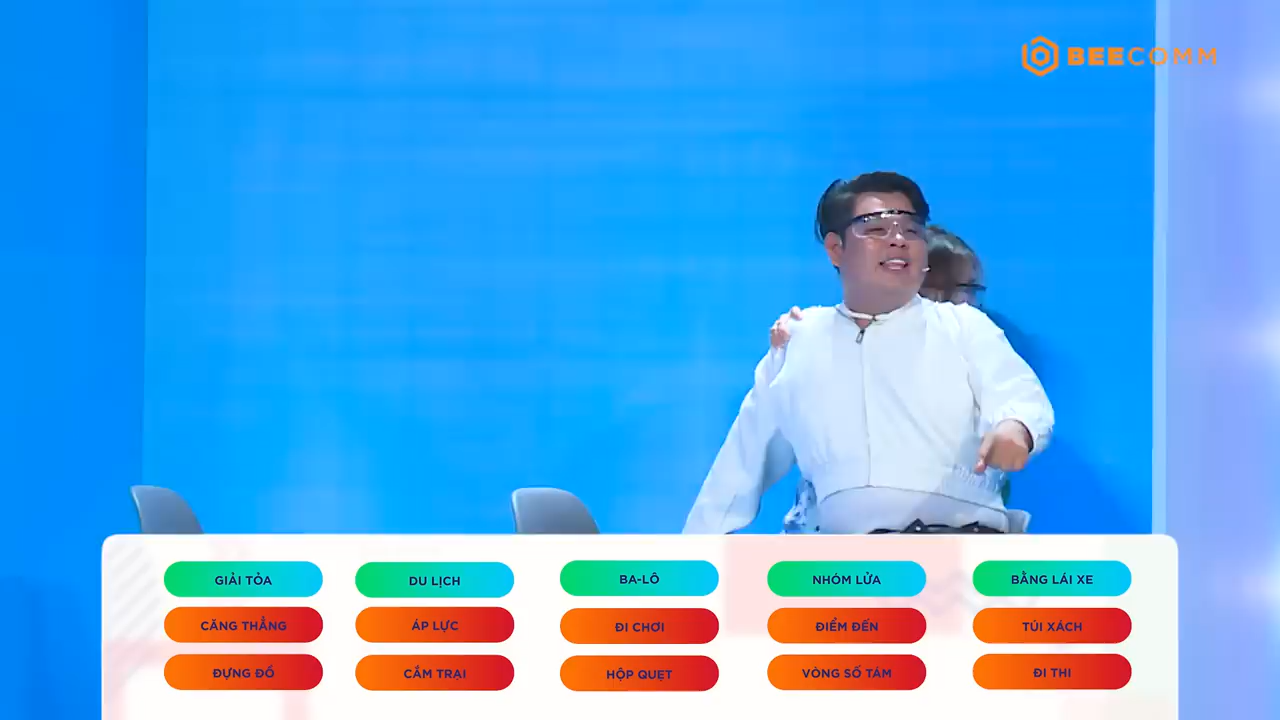 BEECOMM
GIẢI TỎA
DU LỊCH
BA-LÔ
NHÓM LỬA
BẰNG LÁI XE
CĂNG THẲNG
ÁP LỰC
ĐI CHƠI
ĐIỂM ĐẾN
TÚI XÁCH
ĐỰNG ĐỒ
CẮM TRẠI
HỘP QUẸT
VÒNG SỐ TÁM
ĐI THI